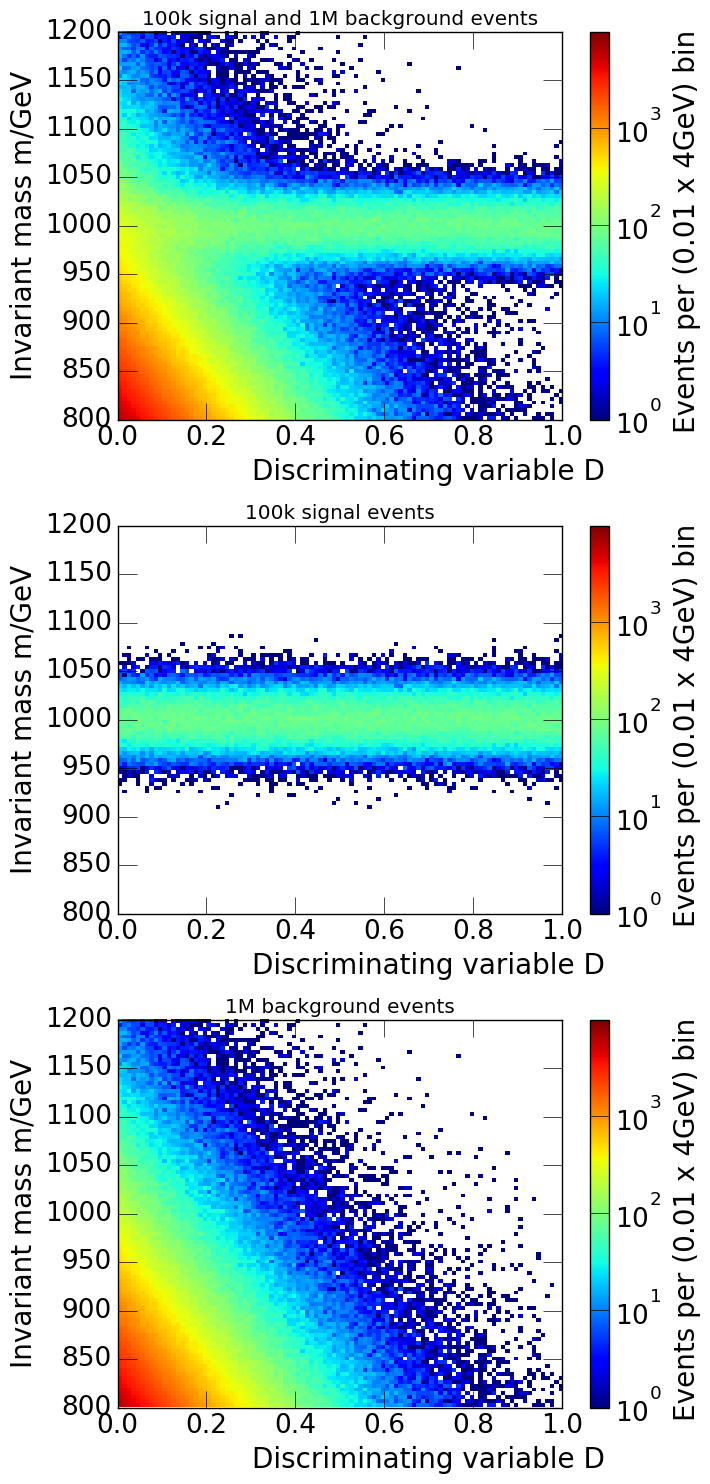 100k signal and 1M background events
1200
1150
1100
1050
1000
950
900
850
800
Invariant mass m/GeV
0.0 0.2 0.4 0.6 0.8 1.0
Discriminating variable D
10³
10²
10¹
10⁰
Events per (0.01 x 4GeV) bin
100k signal events
1200
1150
1100
1050
1000
950
900
850
800
Invariant mass m/GeV
0.0 0.2 0.4 0.6 0.8 1.0
Discriminating variable D
10³
10²
10¹
10⁰
Events per (0.01 x 4GeV) bin
1M background events
1200
1150
1100
1050
1000
950
900
850
800
Invariant mass m/GeV
0.0 0.2 0.4 0.6 0.8 1.0
Discriminating variable D
10³
10²
10¹
10⁰
Events per (0.01 x 4GeV) bin